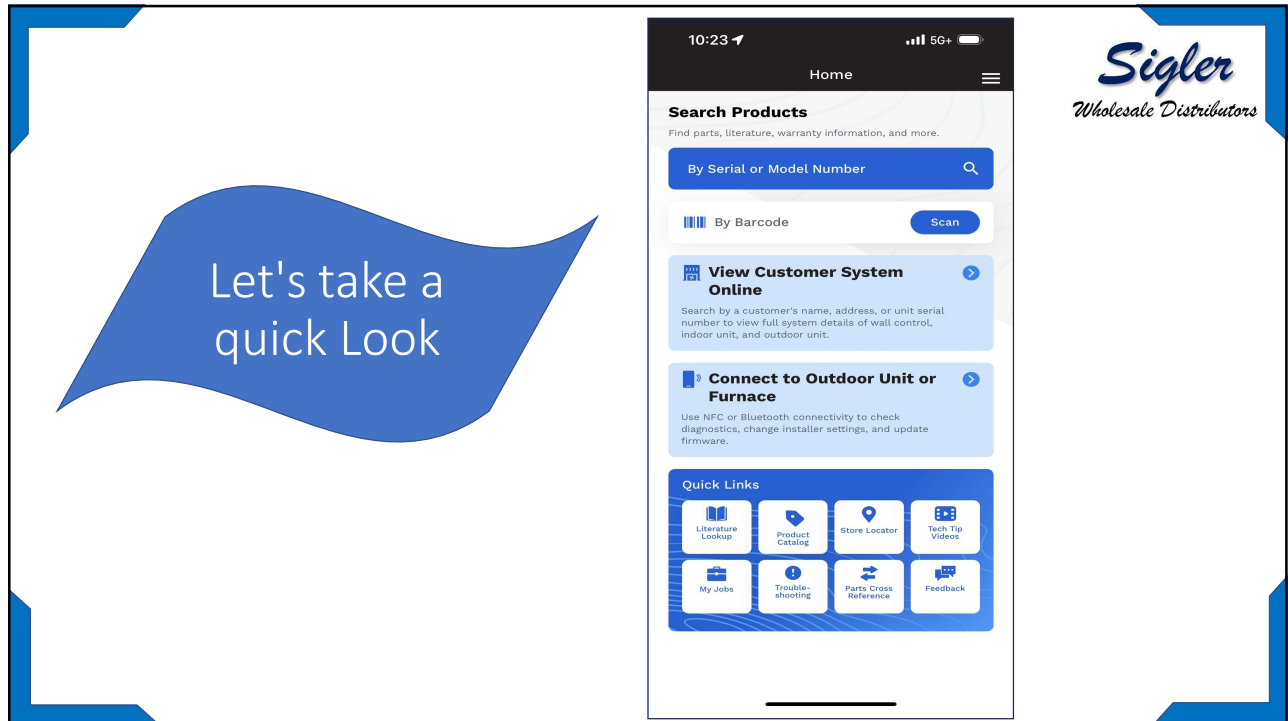 Let's take a
quick Look
10:23
5G+
Home
Search Products
Find parts, literature, warranty information, and more.
By Serial or Model Number
By Barcode
Scan
View Customer System
Online
Search by a customer's name, address, or unit serial
number to view full system details of wall control,
indoor unit, and outdoor unit.
Connect to Outdoor Unit or
Furnace
Use NFC or Bluetooth connectivity to check
diagnostics, change installer settings, and update
firmware.
Quick Links
Literature
Lookup
Product
Catalog
Store Locator
Tech Tip
Videos
My Jobs
Trouble-
shooting
Parts Cross
Reference
Feedback
Sigler
Wholesale Distributors